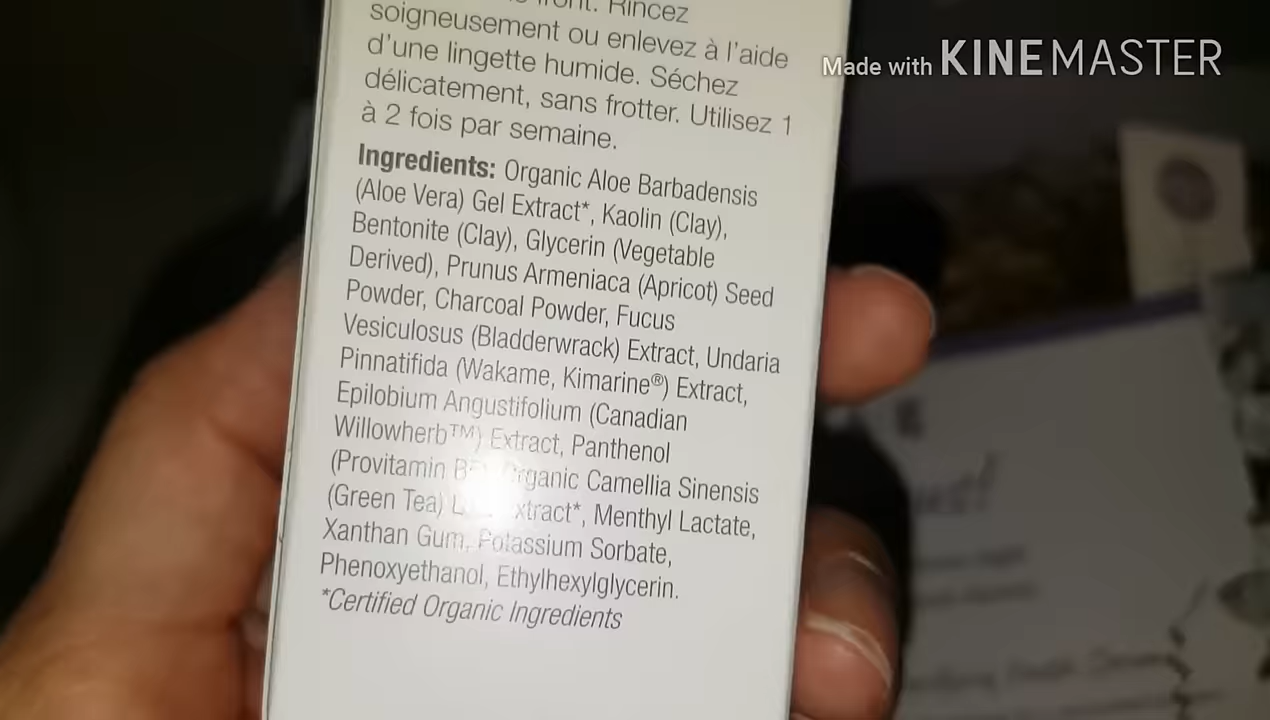 front. Rincez
soigneusement ou enlevez à l'aide
d'une lingette humide. Séchez
délicatement, sans frotter. Utilisez 1
à 2 fois par semaine.
Ingredients: Organic Aloe Barbadensis
(Aloe Vera) Gel Extract*, Kaolin (Clay),
Bentonite (Clay), Glycerin (Vegetable
Derived), Prunus Armeniaca (Apricot) Seed
Powder, Charcoal Powder, Fucus
Vesiculosus (Bladderwrack) Extract, Undaria
Pinnatifida (Wakame, Kimarine®) Extract,
Epilobium Angustifolium (Canadian
Willowherb™) Extract, Panthenol
(Provitamin Organic Camellia Sinensis
(Green Tea) Extract*, Menthyl Lactate,
Xanthan Gum, Potassium Sorbate,
Phenoxyethanol, Ethylhexylglycerin.
*Certified Organic Ingredients
Made with KINEMASTER